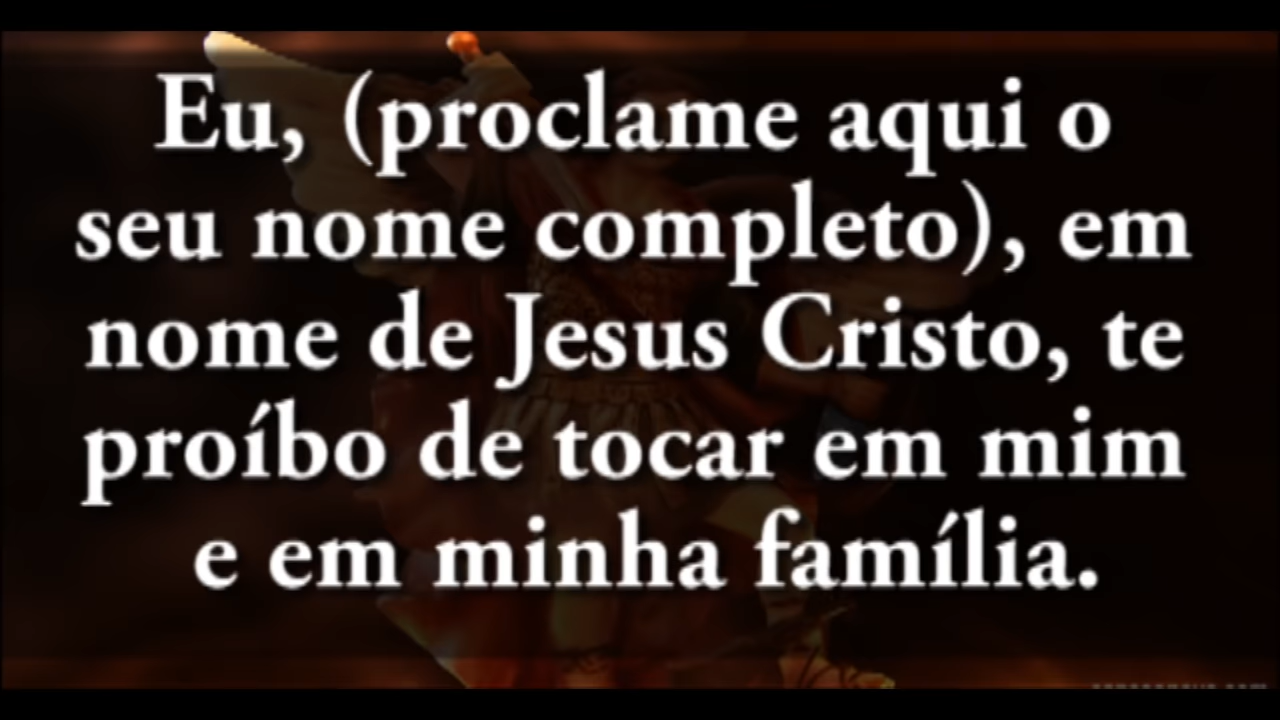 Eu, (proclame aqui o
seu nome completo), em
nome de Jesus Cristo, te
proíbo de tocar em mim
e em minha família.